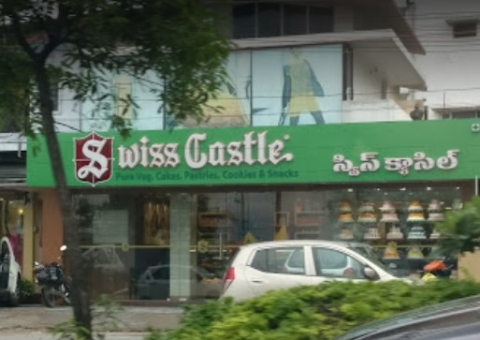 Swiss Castle
Pure Veg. Cakes. Pastries. Cookies & Snacks
స్విస్ క్యాసిల్